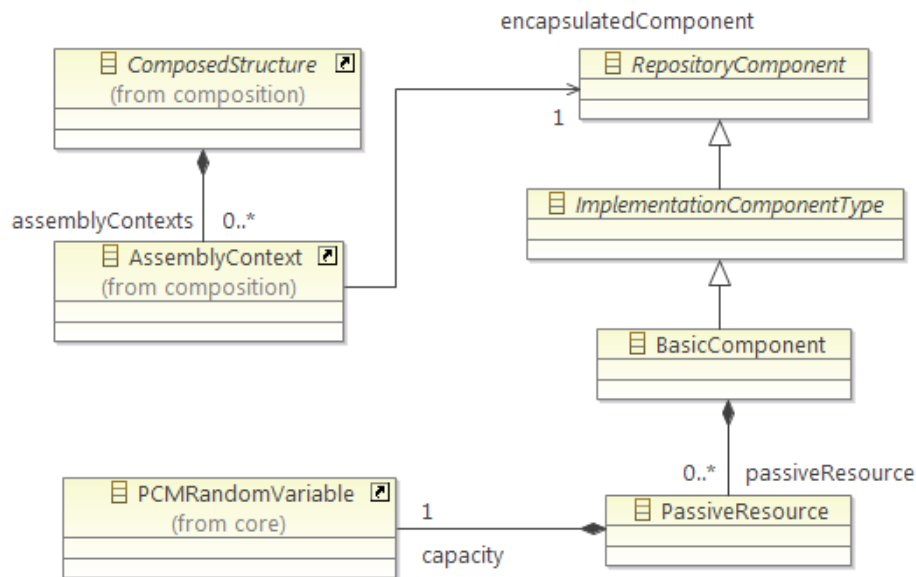 encapsulatedComponent
ComposedStructure
(from composition)
RepositoryComponent
1
ImplementationComponentType
assemblyContexts 0..*
AssemblyContext
(from composition)
BasicComponent
0..* passiveResource
PCMRandomVariable
(from core)
1
capacity
PassiveResource